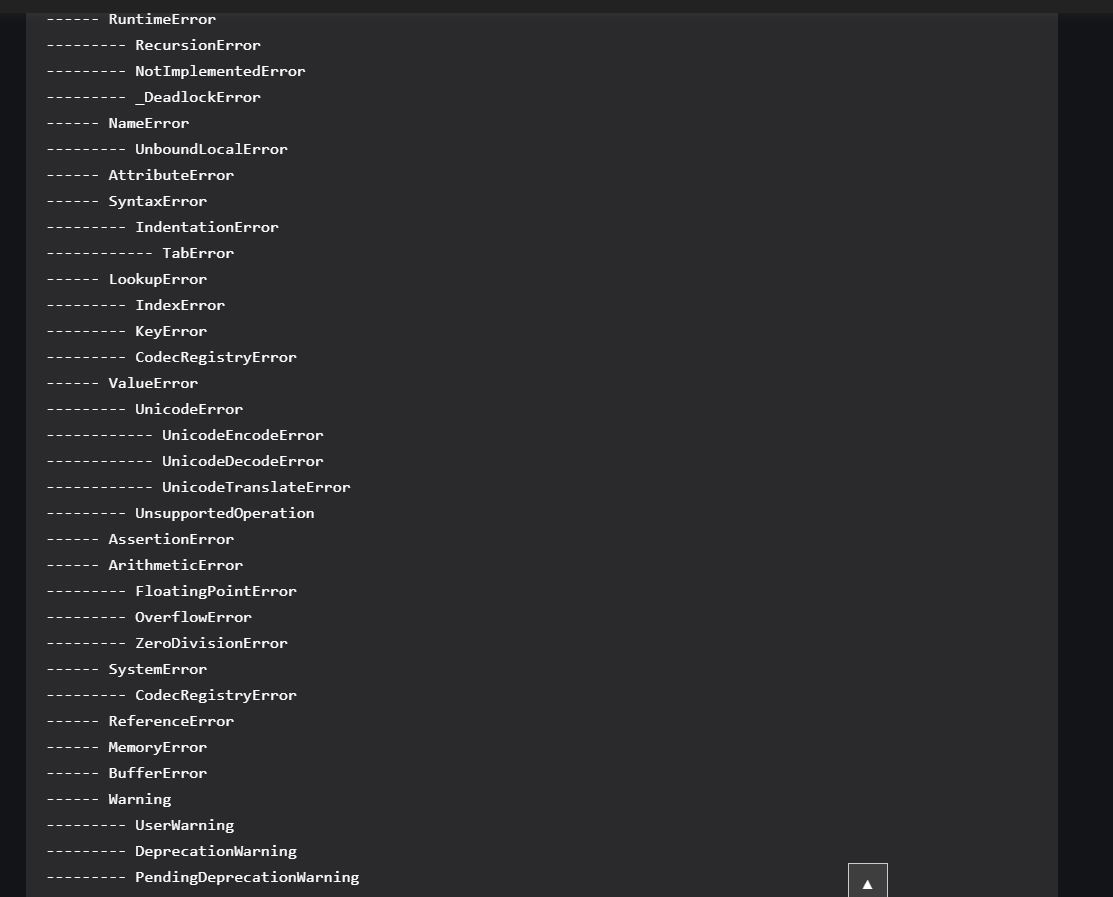 ------ RuntimeError
--------- RecursionError
--------- NotImplementedError
--------- _DeadlockError
------ NameError
--------- UnboundLocalError
------ AttributeError
------ SyntaxError
--------- IndentationError
------------ TabError
------ LookupError
--------- IndexError
--------- KeyError
--------- CodecRegistryError
------ ValueError
--------- UnicodeError
------------ UnicodeEncodeError
------------ UnicodeDecodeError
------------ UnicodeTranslateError
--------- UnsupportedOperation
------ AssertionError
------ ArithmeticError
--------- FloatingPointError
--------- OverflowError
--------- ZeroDivisionError
------ SystemError
--------- CodecRegistryError
------ ReferenceError
------ MemoryError
------ BufferError
------ Warning
--------- UserWarning
--------- DeprecationWarning
--------- PendingDeprecationWarning
▲